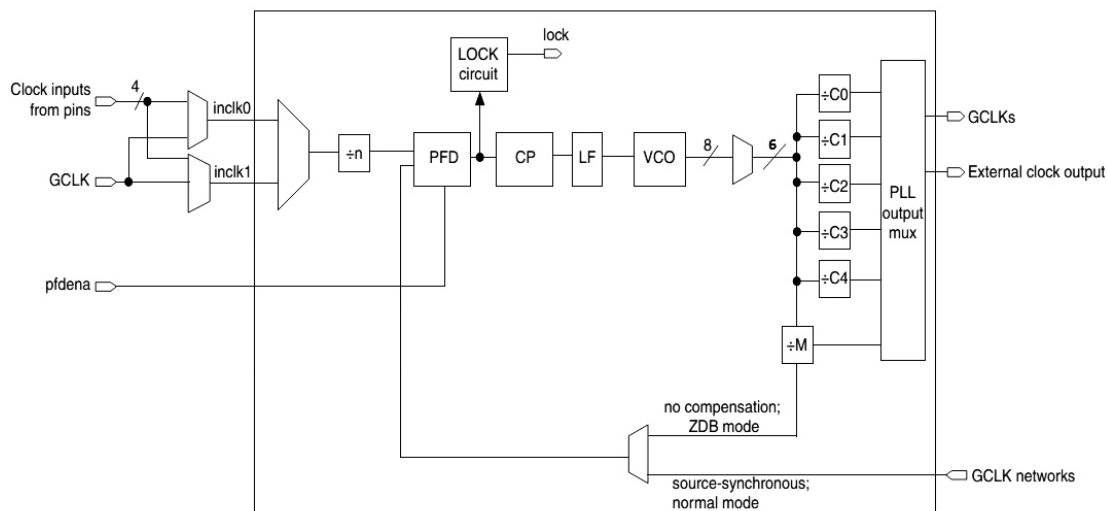 lock
LOCK
circuit
Clock inputs
from pins
4
inclk0
GCLK
inclk1
÷n
PFD
CP
LF
VCO
8
6
÷C0
÷C1
÷C2
÷C3
÷C4
÷M
PLL
output
mux
GCLKs
External clock output
pfdena
no compensation;
ZDB mode
source-synchronous;
normal mode
GCLK networks